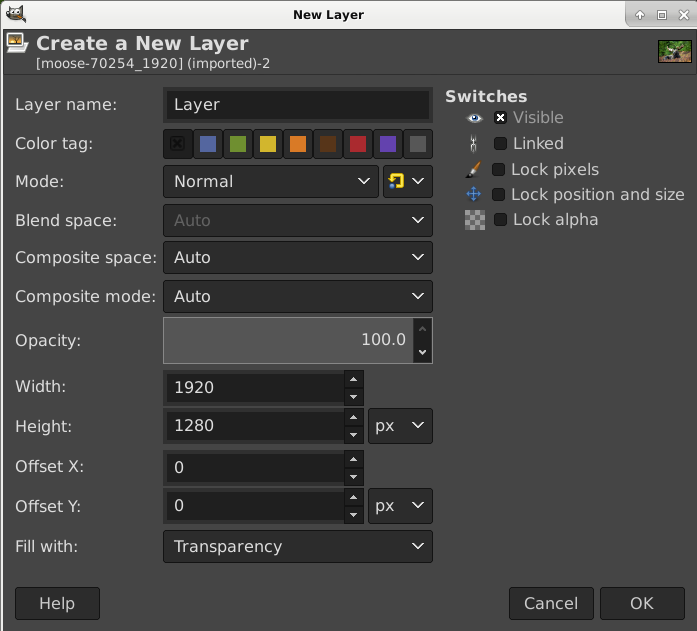 New Layer
Create a New Layer
[moose-70254_1920] (imported)-2
Layer name: Layer
Color tag:
Mode: Normal
Blend space: Auto
Composite space: Auto
Composite mode: Auto
Opacity: 100.0
Width: 1920
Height: 1280 px
Offset X: 0
Offset Y: 0 px
Fill with: Transparency
Switches
Visible
Linked
Lock pixels
Lock position and size
Lock alpha
Help Cancel OK